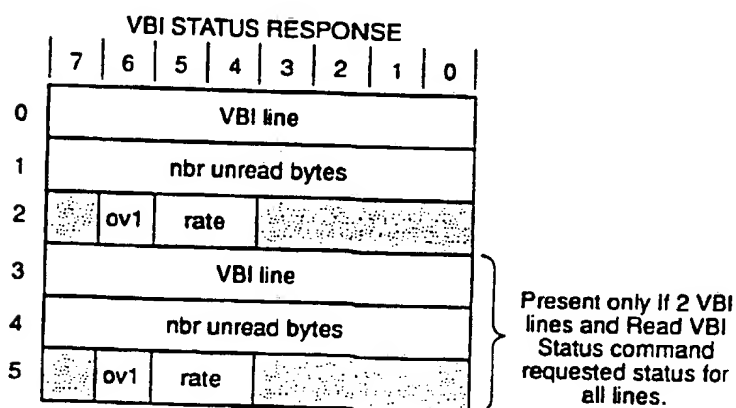 VBI STATUS RESPONSE
7 6 5 4 3 2 1 0
0 VBI line
1 nbr unread bytes
2 ov1 rate
3 VBI line
4 nbr unread bytes
5 ov1 rate
Present only if 2 VBI
lines and Read VBI
Status command
requested status for
all lines.